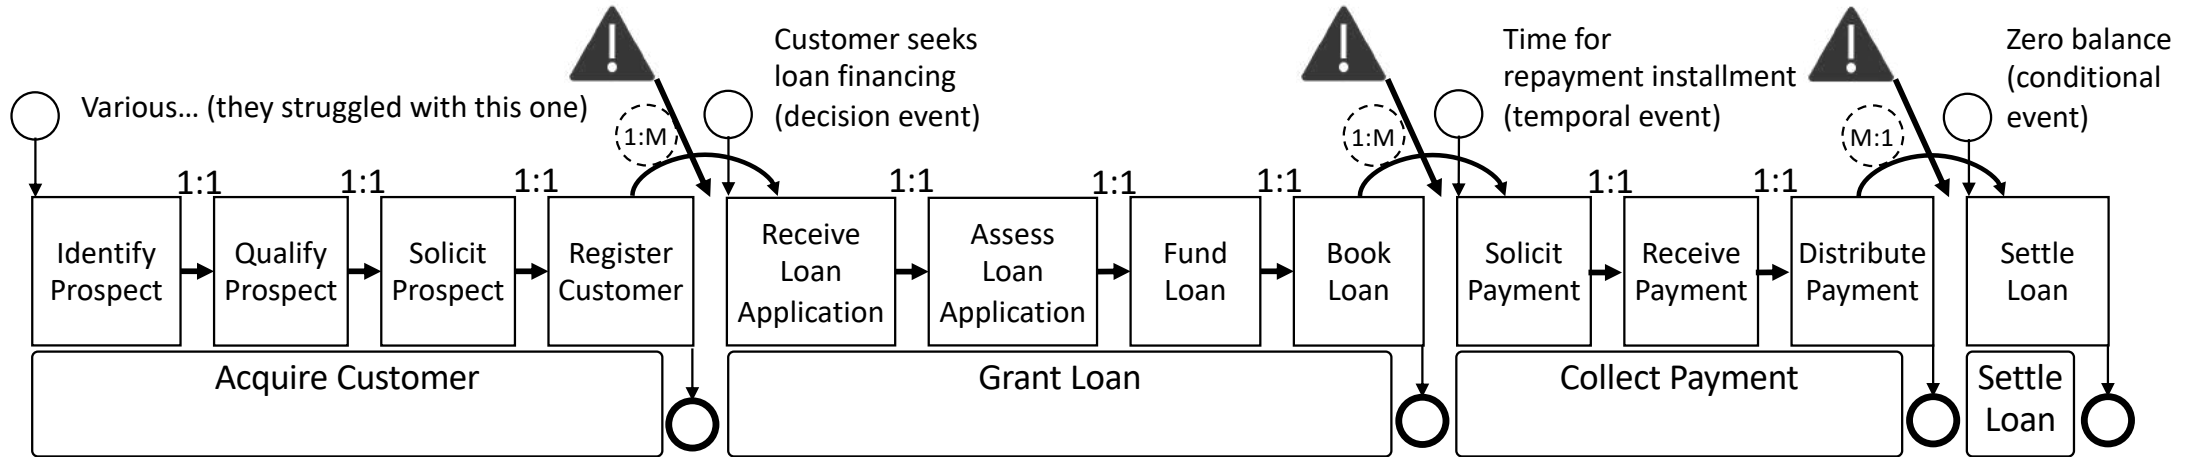 Various... (they struggled with this one)
1:M
Customer seeks
loan financing
(decision event)
1:M
Time for
repayment installment
(temporal event)
M:1
Zero balance
(conditional
event)
1:1
1:1
1:1
1:1
1:1
1:1
1:1
1:1
Identify
Prospect
Qualify
Prospect
Solicit
Prospect
Register
Customer
Receive
Loan
Application
Assess
Loan
Application
Fund
Loan
Book
Loan
Solicit
Payment
Receive
Payment
Distribute
Payment
Settle
Loan
Acquire Customer
Grant Loan
Collect Payment
Settle
Loan